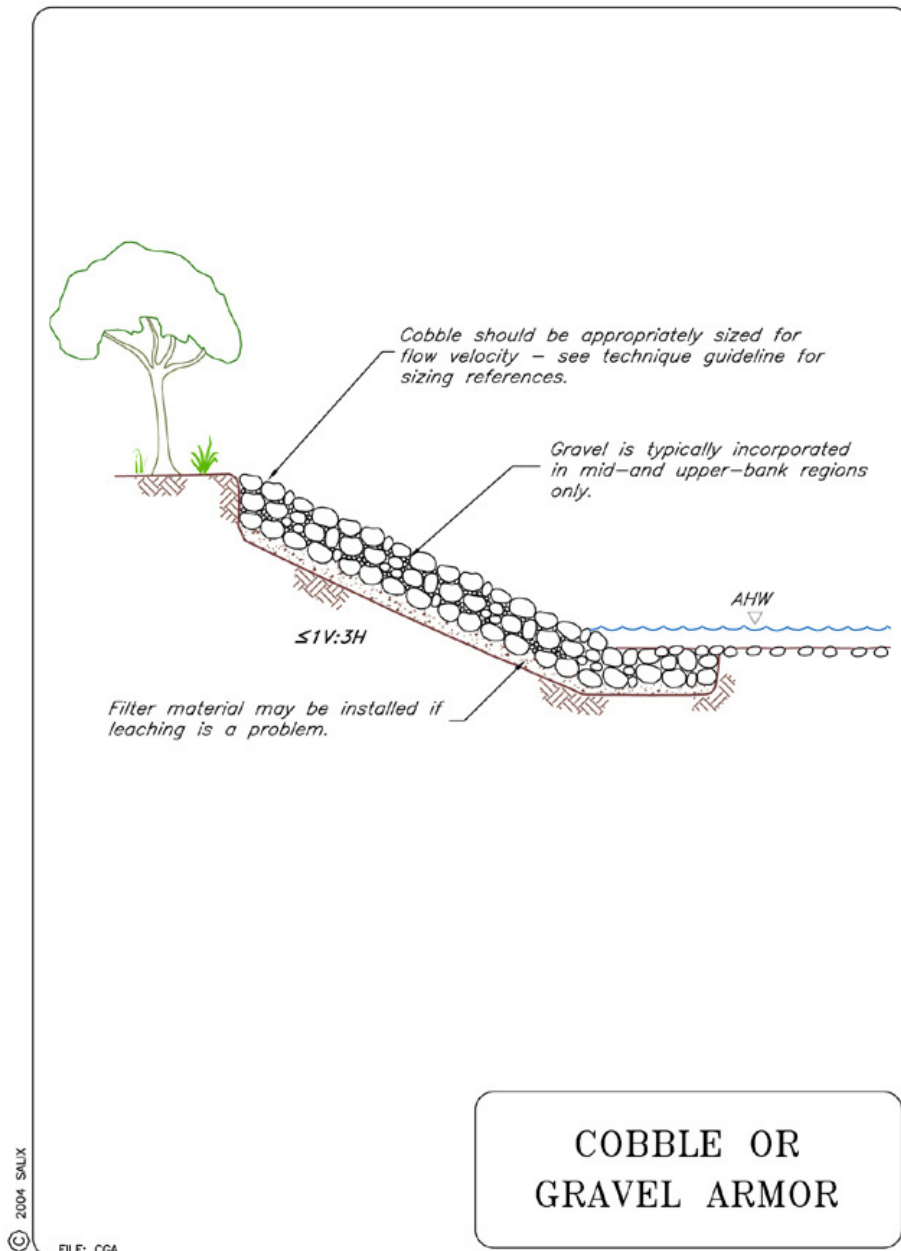 Cobble should be appropriately sized for
flow velocity – see technique guideline for
sizing references.
Gravel is typically incorporated
in mid–and upper–bank regions
only.
AHW
≤1V:3H
Filter material may be installed if
leaching is a problem.
COBBLE OR
GRAVEL ARMOR
© 2004 SALIX
FILE: CGA